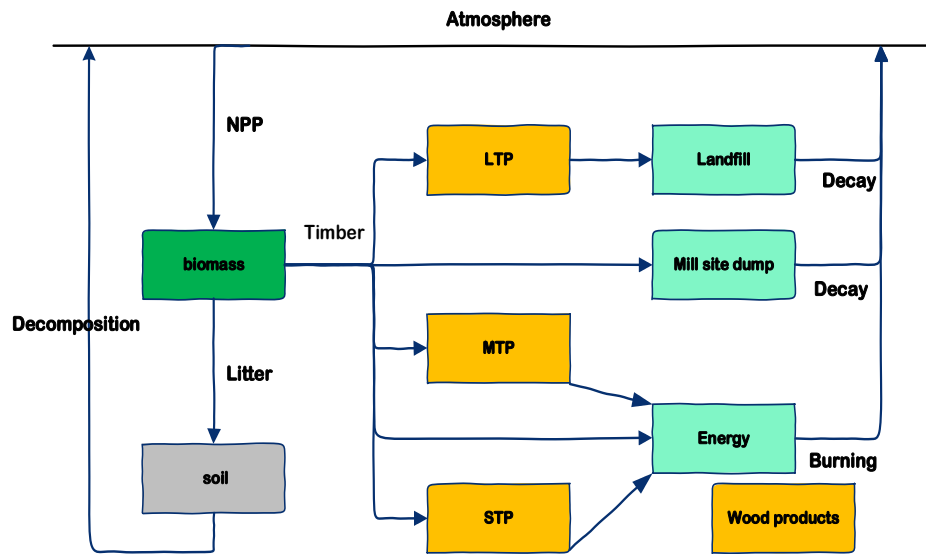 Atmosphere
NPP
LTP
Landfill
Decay
Timber
biomass
Mill site dump
Decay
Decomposition
MTP
Litter
Energy
Burning
soil
STP
Wood products